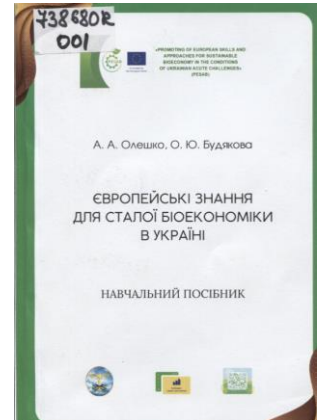 738680R
001
«PROMOTING OF EUROPEAN SKILLS AND
APPROACHES FOR SUSTAINABLE
BIOECONOMY IN THE CONDITIONS
OF UKRAINIAN ACUTE CHALLENGES»
(PESAB)
А. А. Олешко, О. Ю. Будякова
ЄВРОПЕЙСЬКІ ЗНАННЯ
ДЛЯ СТАЛОЇ БІОЕКОНОМІКИ
В УКРАЇНІ
НАВЧАЛЬНИЙ ПОСІБНИК